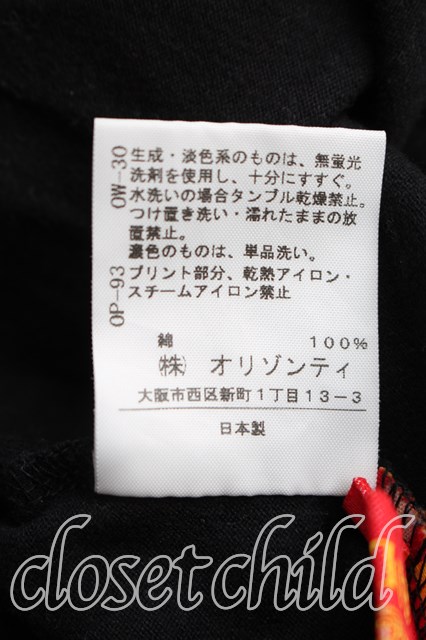 OW-30
生成・淡色系のものは、無蛍光
洗剤を使用し、十分にすすぐ。
水洗いの場合タンブル乾燥禁止。
つけ置き洗い・濡れたままの放
置禁止。
濃色のものは、単品洗い。
OP-93
プリント部分、乾熱アイロン・
スチームアイロン禁止
綿 100%
㈱ オリゾンティ
大阪市西区新町1丁目13-3
日本製
closet child